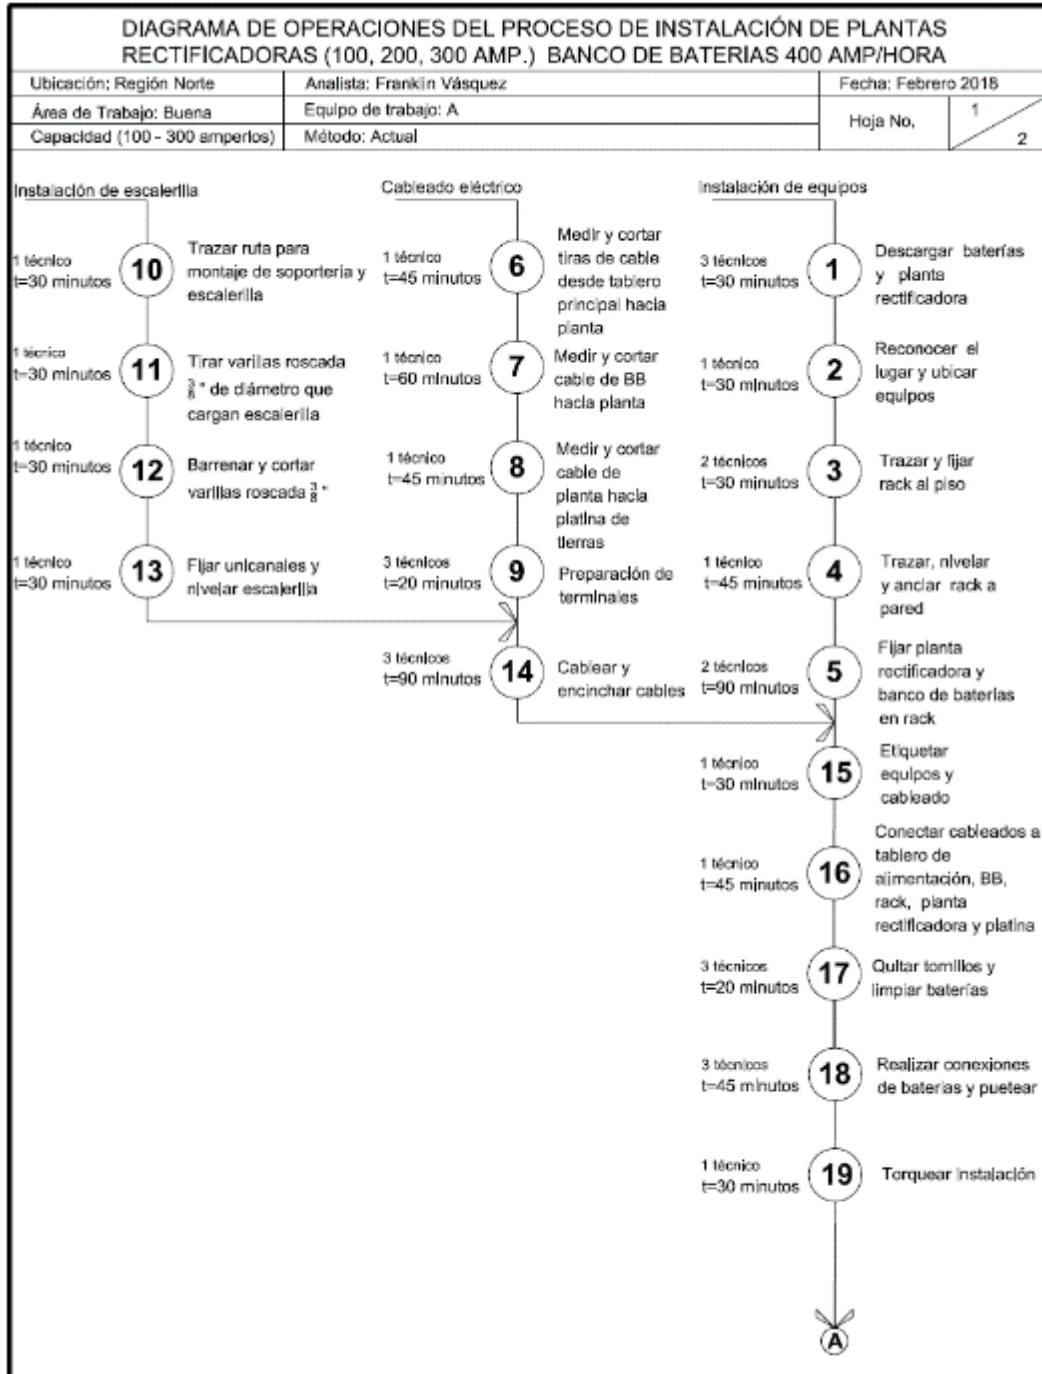 DIAGRAMA DE OPERACIONES DEL PROCESO DE INSTALACIÓN DE PLANTAS
RECTIFICADORAS (100, 200, 300 AMP.) BANCO DE BATERÍAS 400 AMP/HORA
Ubicación: Región Norte
Analista: Franklin Vásquez
Fecha: Febrero 2018
Área de Trabajo: Buena
Equipo de trabajo: A
Hoja No.
1
2
Capacidad (100 - 300 amperios)
Método: Actual
Instalación de escalerilla
1 técnico
t=30 minutos
10
Trazar ruta para
montaje de soportería y
escalerilla
1 técnico
t=30 minutos
11
Tirar varillas roscada
3/8 " de diámetro que
cargan escalerilla
1 técnico
t=30 minutos
12
Barrenar y cortar
varillas roscada 3/8 "
1 técnico
t=30 minutos
13
Fijar unicanales y
nivelar escalerilla
Cableado eléctrico
1 técnico
t=45 minutos
6
Medir y cortar
tiras de cable
desde tablero
principal hacia
planta
1 técnico
t=60 minutos
7
Medir y cortar
cable de BB
hacia planta
1 técnico
t=45 minutos
8
Medir y cortar
cable de
planta hacia
platina de
tierras
3 técnicos
t=20 minutos
9
Preparación de
terminales
3 técnicos
t=90 minutos
14
Cablear y
encinchar cables
Instalación de equipos
3 técnicos
t=30 minutos
1
Descargar baterías
y planta
rectificadora
1 técnico
t=30 minutos
2
Reconocer el
lugar y ubicar
equipos
2 técnicos
t=30 minutos
3
Trazar y fijar
rack al piso
1 técnico
t=45 minutos
4
Trazar, nivelar
y anclar rack a
pared
2 técnicos
t=90 minutos
5
Fijar planta
rectificadora y
banco de baterías
en rack
1 técnico
t=30 minutos
15
Etiquetar
equipos y
cableado
1 técnico
t=45 minutos
16
Conectar cableados a
tablero de
alimentación, BB,
rack, planta
rectificadora y platina
3 técnicos
t=20 minutos
17
Quitar tornillos y
limpiar baterías
3 técnicos
t=45 minutos
18
Realizar conexiones
de baterias y puetear
1 técnico
t=30 minutos
19
Torquear instalación
A